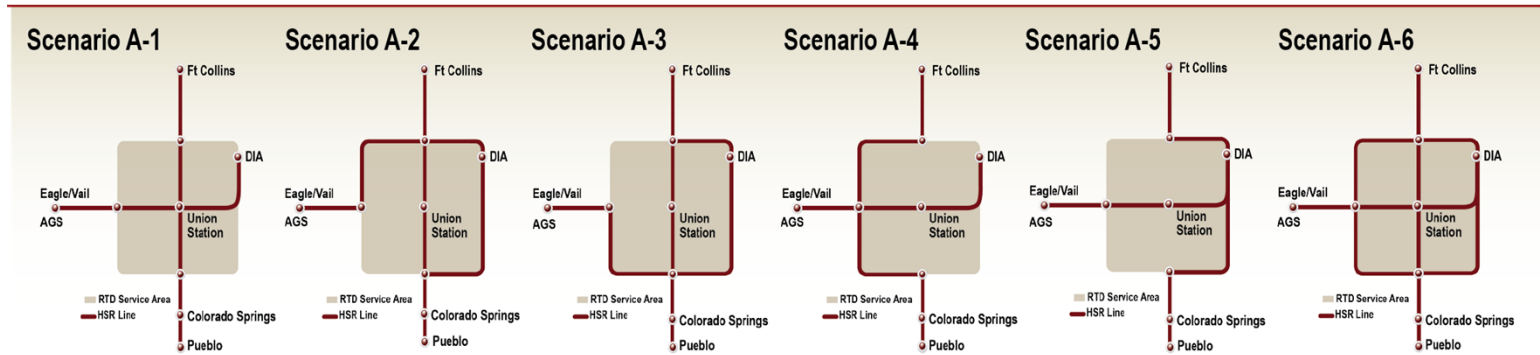 Scenario A-1
Ft Collins
DIA
Eagle/Vail
AGS
Union
Station
RTD Service Area
HSR Line
Colorado Springs
Pueblo
Scenario A-2
Ft Collins
DIA
Eagle/Vail
AGS
Union
Station
RTD Service Area
HSR Line
Colorado Springs
Pueblo
Scenario A-3
Ft Collins
DIA
Eagle/Vail
AGS
Union
Station
RTD Service Area
HSR Line
Colorado Springs
Pueblo
Scenario A-4
Ft Collins
DIA
Eagle/Vail
AGS
Union
Station
RTD Service Area
HSR Line
Colorado Springs
Pueblo
Scenario A-5
Ft Collins
DIA
Eagle/Vail
AGS
Union
Station
RTD Service Area
HSR Line
Colorado Springs
Pueblo
Scenario A-6
Ft Collins
DIA
Eagle/Vail
AGS
Union
Station
RTD Service Area
HSR Line
Colorado Springs
Pueblo